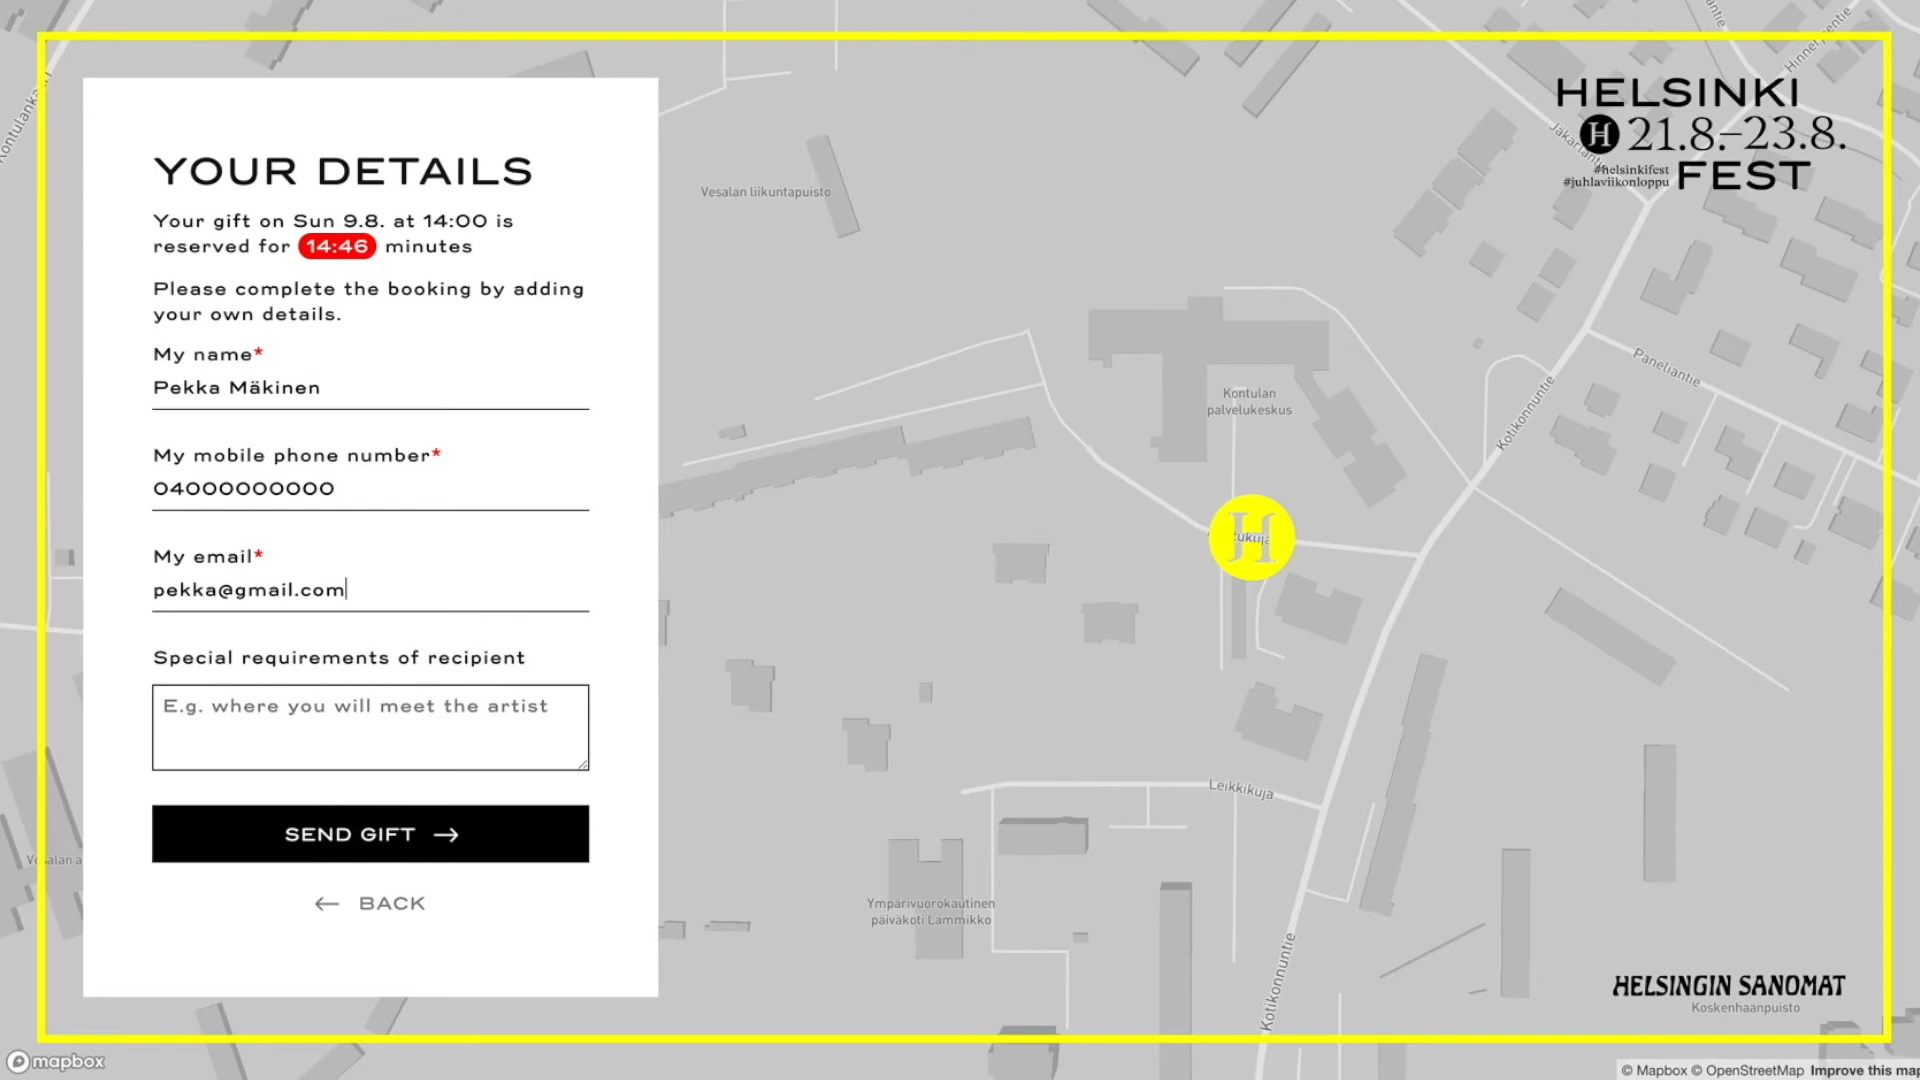 YOUR DETAILS
Your gift on Sun 9.8. at 14:00 is
reserved for 14:46 minutes
Please complete the booking by adding
your own details.
My name*
Pekka Mäkinen
My mobile phone number*
04000000000
My email*
pekka@gmail.com
Special requirements of recipient
E.g. where you will meet the artist
SEND GIFT →
← BACK
HELSINKI
H 21.8.–23.8.
#helsinkifest
#juhlaviikonloppu
FEST
Hinnerjoentie
Jäkärläntie
Vesalan liikuntapuisto
Paneliantie
Kontulan
palvelukeskus
Kotikonnuntie
H
Leikkikuja
Ympärivuorokautinen
päiväkoti Lammikko
Kotikonnuntie
Vesalan a
HELSINGIN SANOMAT
Koskenhaanpuisto
mapbox
© Mapbox © OpenStreetMap Improve this map